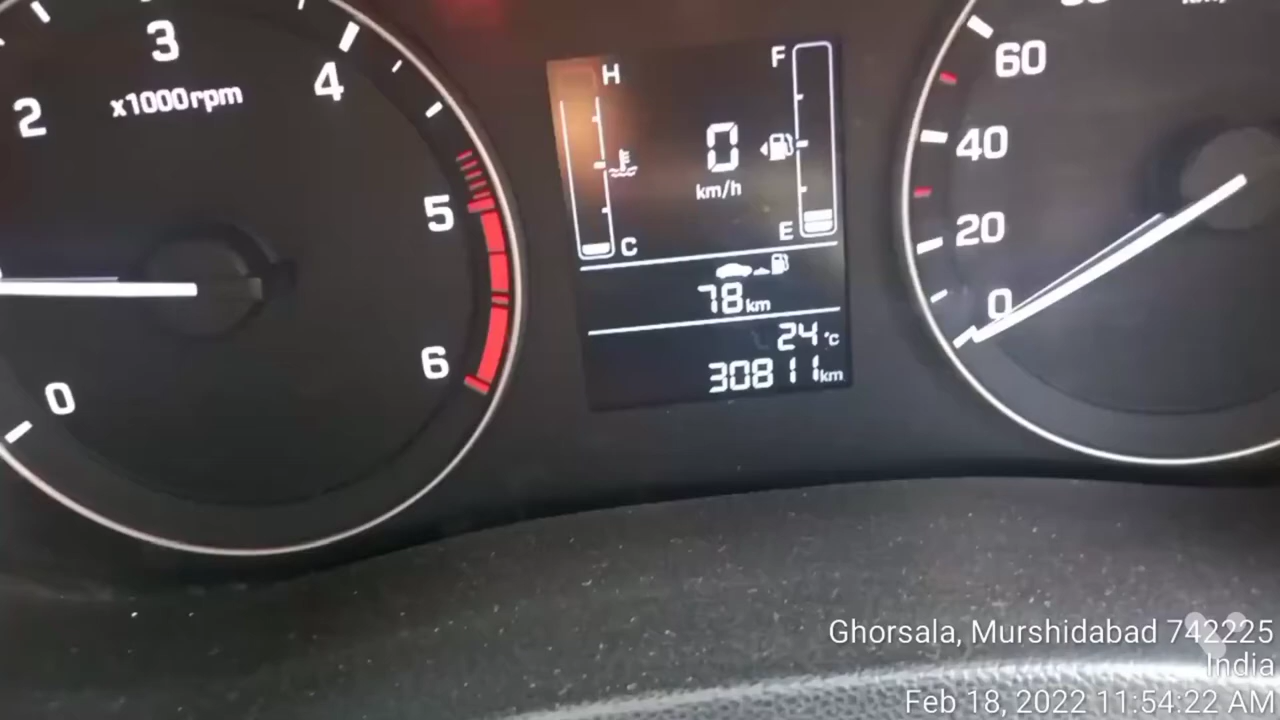 2
3
4
x1000rpm
5
6
0
H
C
0
km/h
F
E
78km
24°C
30811km
60
40
20
0
Ghorsala, Murshidabad 742225
India
Feb 18, 2022 11:54:22 AM